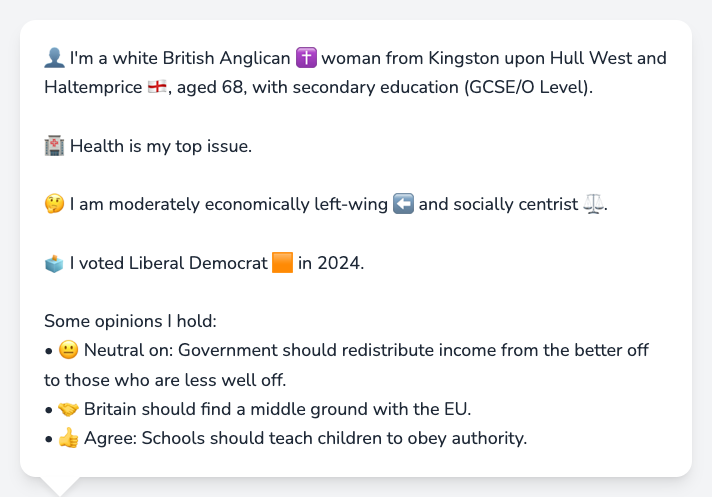 👤 I'm a white British Anglican ✝️ woman from Kingston upon Hull West and
Haltemprice 🏴󠁧󠁢󠁥󠁮󠁧󠁿, aged 68, with secondary education (GCSE/O Level).
🏥 Health is my top issue.
🤔 I am moderately economically left-wing ⬅️ and socially centrist ⚖️.
🗳️ I voted Liberal Democrat 🟧 in 2024.
Some opinions I hold:
• 😐 Neutral on: Government should redistribute income from the better off
to those who are less well off.
• 🤝 Britain should find a middle ground with the EU.
• 👍 Agree: Schools should teach children to obey authority.